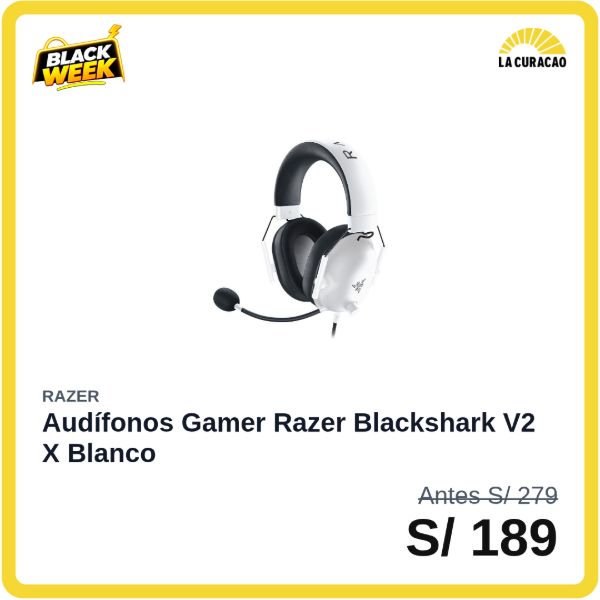 BLACK
WEEK
LA CURACAO
RAZER
Audífonos Gamer Razer Blackshark V2
X Blanco
Antes S/ 279
S/ 189